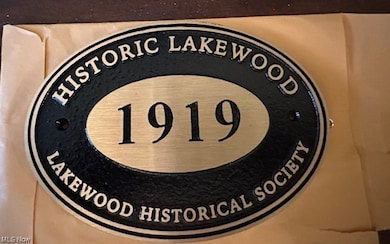 HISTORIC LAKEWOOD
1919
LAKEWOOD HISTORICAL SOCIETY
MLS Now